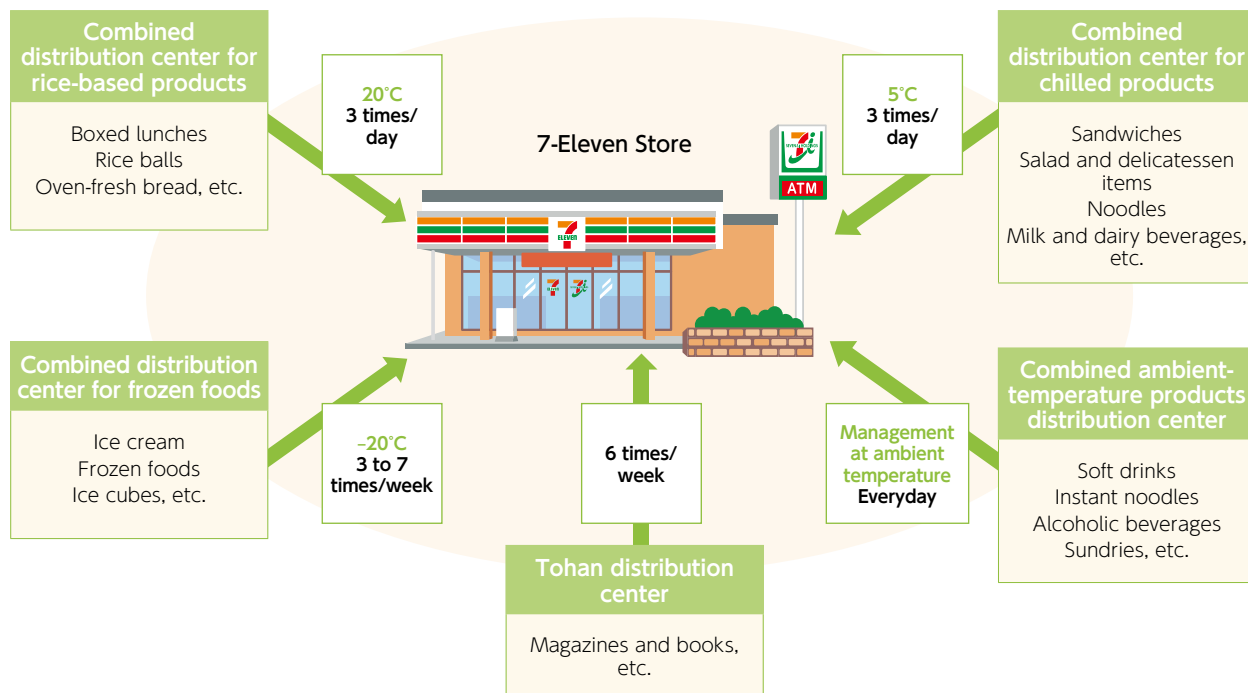 Combined
distribution center for
rice-based products
Boxed lunches
Rice balls
Oven-fresh bread, etc.
20°C
3 times/
day
7-Eleven Store
5°C
3 times/
day
Combined
distribution center for
chilled products
Sandwiches
Salad and delicatessen
items
Noodles
Milk and dairy beverages,
etc.
ATM
7
ELEVEN
Combined distribution
center for frozen foods
Ice cream
Frozen foods
Ice cubes, etc.
–20°C
3 to 7
times/week
6 times/
week
Management
at ambient
temperature
Everyday
Combined ambient-
temperature products
distribution center
Soft drinks
Instant noodles
Alcoholic beverages
Sundries, etc.
Tohan distribution
center
Magazines and books,
etc.